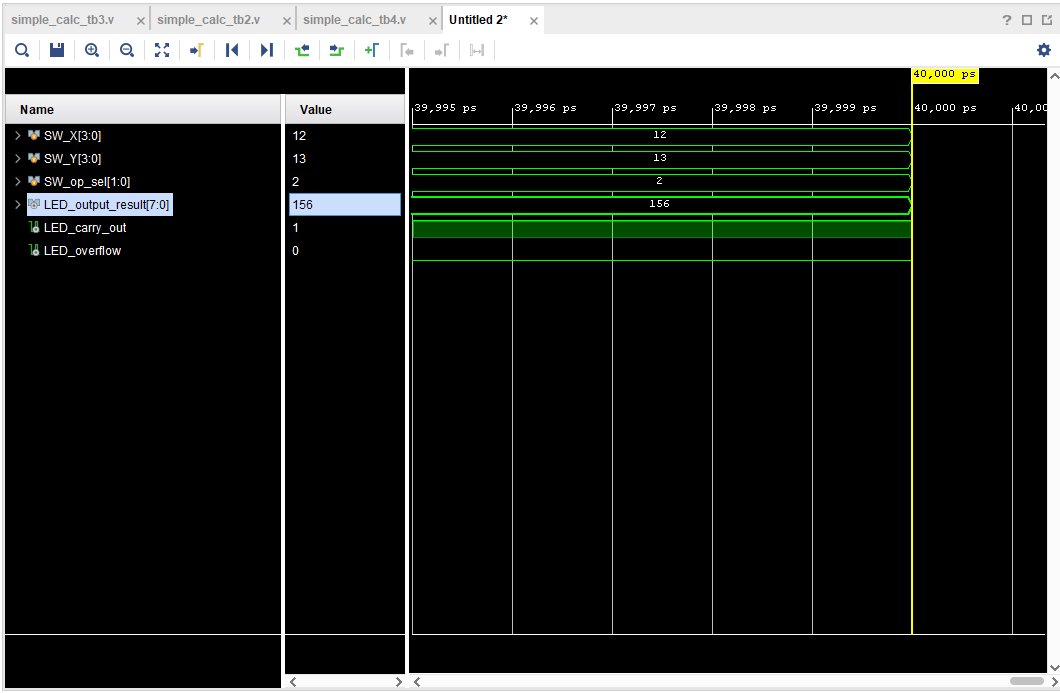 simple_calc_tb3.v simple_calc_tb2.v simple_calc_tb4.v Untitled 2*
40,000 ps
Name Value 39,995 ps 39,996 ps 39,997 ps 39,998 ps 39,999 ps 40,000 ps 40,00
SW_X[3:0] 12 12
SW_Y[3:0] 13 13
SW_op_sel[1:0] 2 2
LED_output_result[7:0] 156 156
LED_carry_out 1
LED_overflow 0